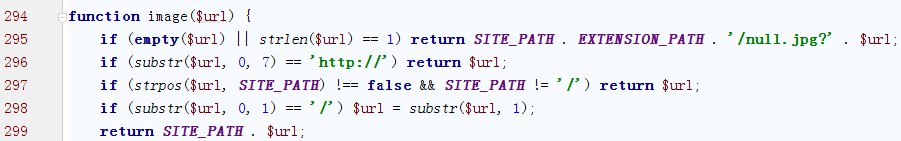 294 function image($url) {
295 if (empty($url) || strlen($url) == 1) return SITE_PATH . EXTENSION_PATH . '/null.jpg?' . $url;
296 if (substr($url, 0, 7) == 'http://') return $url;
297 if (strpos($url, SITE_PATH) !== false && SITE_PATH != '/') return $url;
298 if (substr($url, 0, 1) == '/') $url = substr($url, 1);
299 return SITE_PATH . $url;